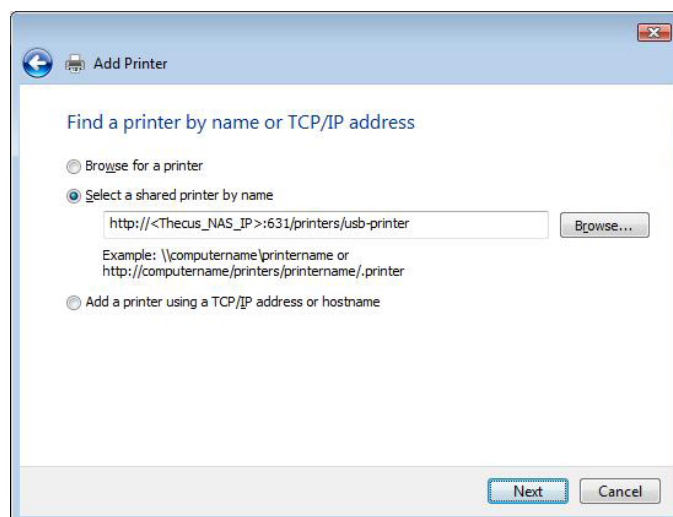 Add Printer
Find a printer by name or TCP/IP address
Browse for a printer
Select a shared printer by name
http://<Thecus_NAS_IP>:631/printers/usb-printer
Browse...
Example: \\computername\printername or
http://computername/printers/printername/.printer
Add a printer using a TCP/IP address or hostname
Next
Cancel